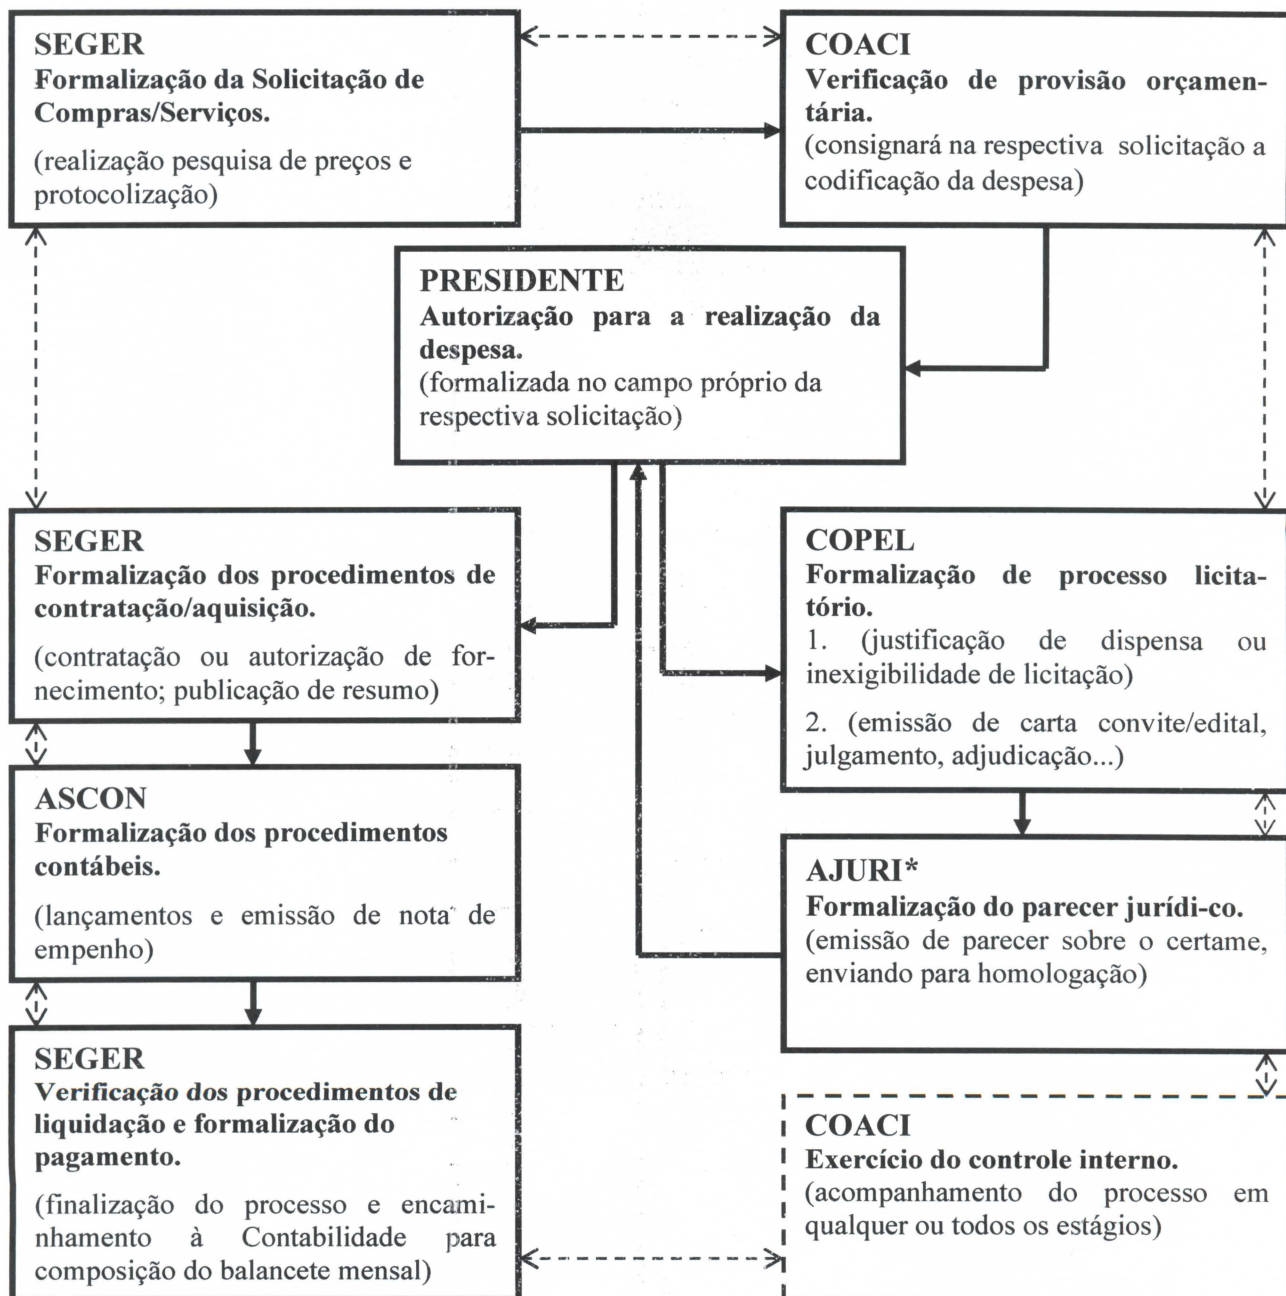 SEGER
Formalização da Solicitação de
Compras/Serviços.
(realização pesquisa de preços e
protocolização)
COACI
Verificação de provisão orçamen-
tária.
(consignará na respectiva solicitação a
codificação da despesa)
PRESIDENTE
Autorização para a realização da
despesa.
(formalizada no campo próprio da
respectiva solicitação)
SEGER
Formalização dos procedimentos de
contratação/aquisição.
(contratação ou autorização de for-
necimento; publicação de resumo)
COPEL
Formalização de processo licita-
tório.
1. (justificação de dispensa ou
inexigibilidade de licitação)
2. (emissão de carta convite/edital,
julgamento, adjudicação...)
ASCON
Formalização dos procedimentos
contábeis.
(lançamentos e emissão de nota de
empenho)
AJURI*
Formalização do parecer jurídi-co.
(emissão de parecer sobre o certame,
enviando para homologação)
SEGER
Verificação dos procedimentos de
liquidação e formalização do
pagamento.
(finalização do processo e encami-
nhamento à Contabilidade para
composição do balancete mensal)
COACI
Exercício do controle interno.
(acompanhamento do processo em
qualquer ou todos os estágios)